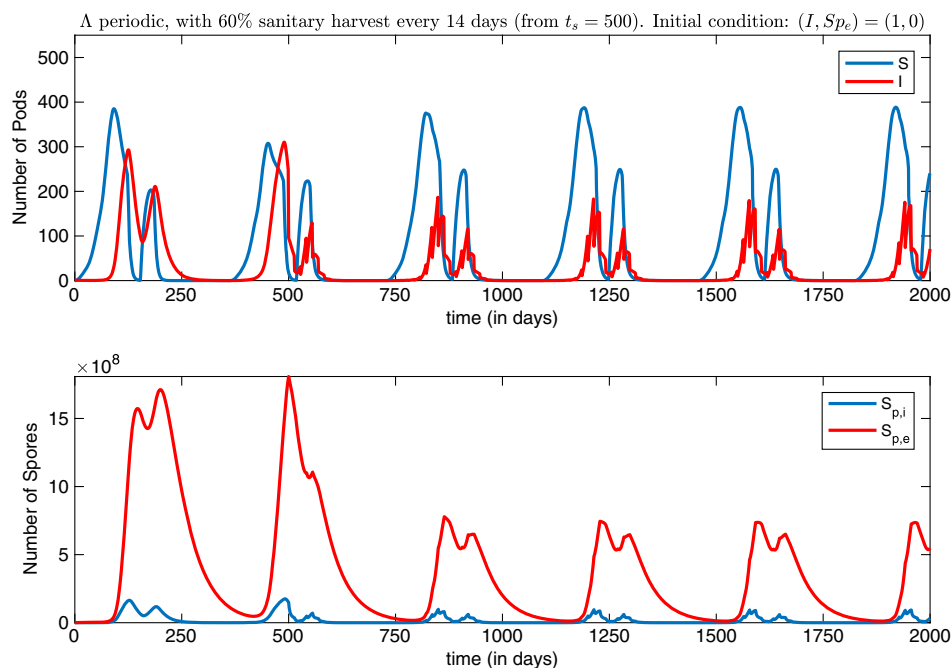 Λ periodic, with 60% sanitary harvest every 14 days (from t_s = 500). Initial condition: (I, Sp_e) = (1, 0)
500
400
300
200
100
0
Number of Pods
S
I
0 250 500 750 1000 1250 1500 1750 2000
time (in days)
×10^8
15
10
5
0
Number of Spores
S_p,i
S_p,e
0 250 500 750 1000 1250 1500 1750 2000
time (in days)